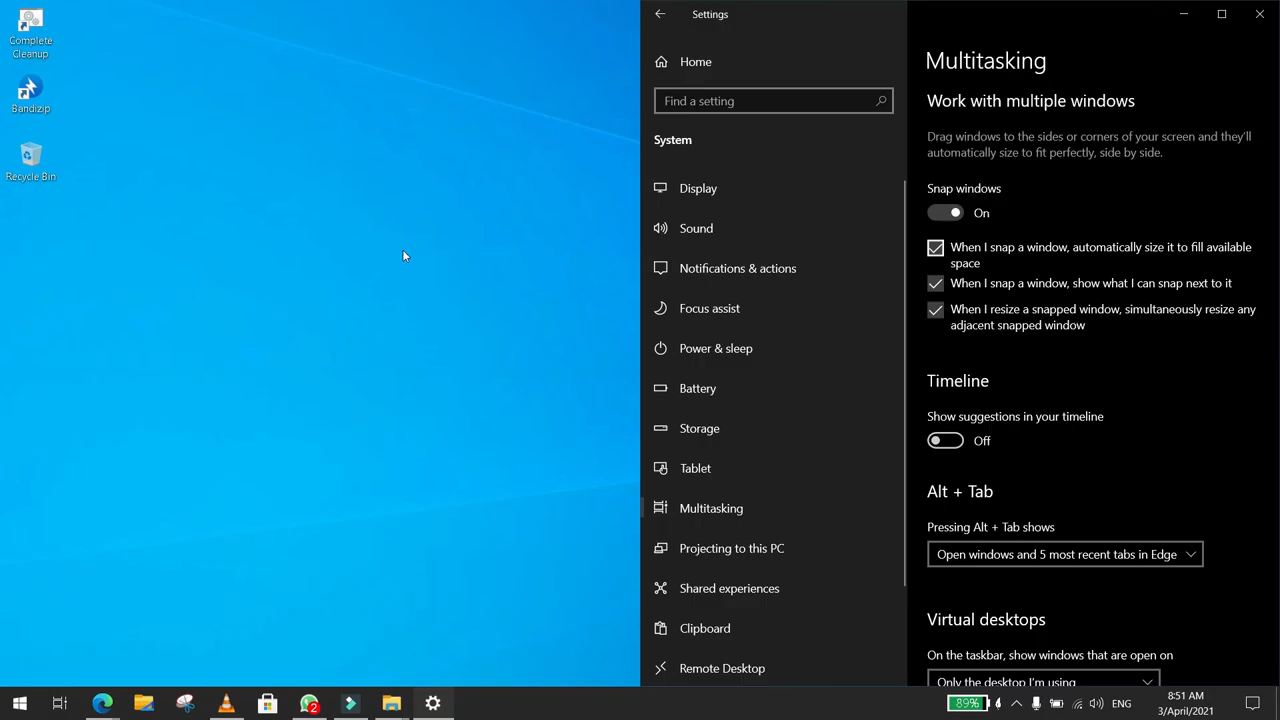 Complete
Cleanup
Bandizip
Recycle Bin
Settings
Home
Find a setting
System
Display
Sound
Notifications & actions
Focus assist
Power & sleep
Battery
Storage
Tablet
Multitasking
Projecting to this PC
Shared experiences
Clipboard
Remote Desktop
Multitasking
Work with multiple windows
Drag windows to the sides or corners of your screen and they'll
automatically size to fit perfectly, side by side.
Snap windows
On
When I snap a window, automatically size it to fill available
space
When I snap a window, show what I can snap next to it
When I resize a snapped window, simultaneously resize any
adjacent snapped window
Timeline
Show suggestions in your timeline
Off
Alt + Tab
Pressing Alt + Tab shows
Open windows and 5 most recent tabs in Edge
Virtual desktops
On the taskbar, show windows that are open on
Only the desktop I'm using
2
89%
ENG
8:51 AM
3/April/2021